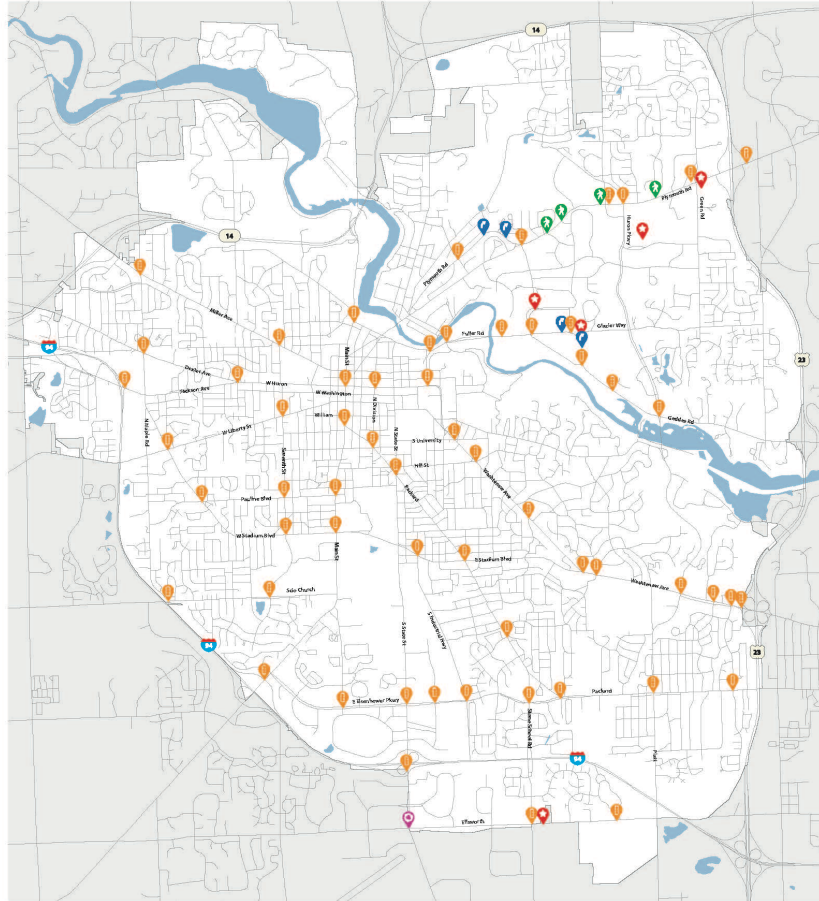 14
Plymouth Rd
Green Rd
Huron Pkwy
14
Plymouth Rd
Miller Ave
Fuller Rd
Glazier Way
94
Main St
23
Dexter Ave
Jackson Ave
W Huron
W Washington
N Maple Rd
William
N Division
Geddes Rd
W Liberty St
N State St
S University
Seventh St
Hill St
Washtenaw Ave
Packard
Pauline Blvd
W Stadium Blvd
Main St
E Stadium Blvd
Washtenaw Ave
Scio Church
S State St
S Industrial Hwy
94
23
E Eisenhower Pkwy
Packard
Stone School Rd
Platt
94
Ellsworth